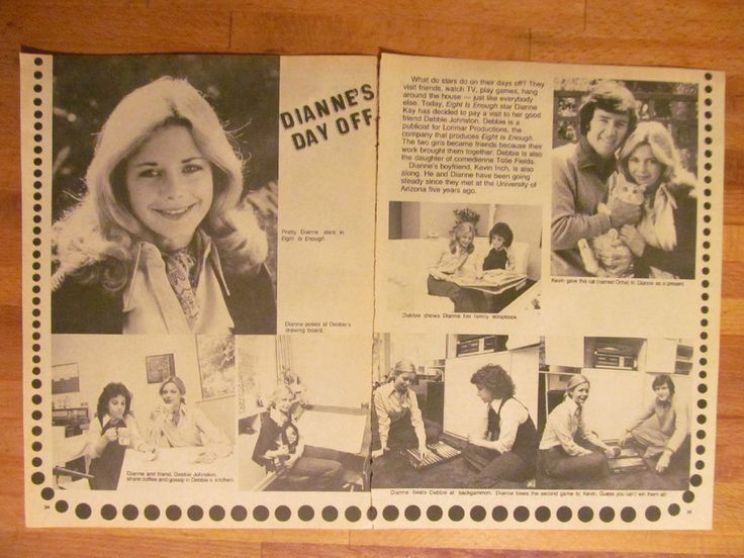 DIANNE'S
DAY OFF
What do stars do on their days off? They
visit friends, watch TV, play games, hang
around the house — just like everybody
else. Today, Eight Is Enough star Dianne
Kay has decided to pay a visit to her good
friend Debbie Johnston. Debbie is a
publicist for Lorimar Productions, the
company that produces Eight is Enough.
The two girls became friends because their
work brought them together. Debbie is also
the daughter of comedienne Totie Fields.
Dianne's boyfriend, Kevin Inch, is also
along. He and Dianne have been going
steady since they met at the University of
Arizona five years ago.
Pretty Dianne stars in
Eight Is Enough.
Dianne poses at Debbie's
drawing board.
Kevin gave this cat (named Ocho) to Dianne as a present.
Debbie shows Dianne her family scrapbook.
Dianne and friend, Debbie Johnston,
share coffee and gossip in Debbie's kitchen.
Dianne beats Debbie at backgammon. Dianne loses the second game to Kevin. Guess you can't win them all!